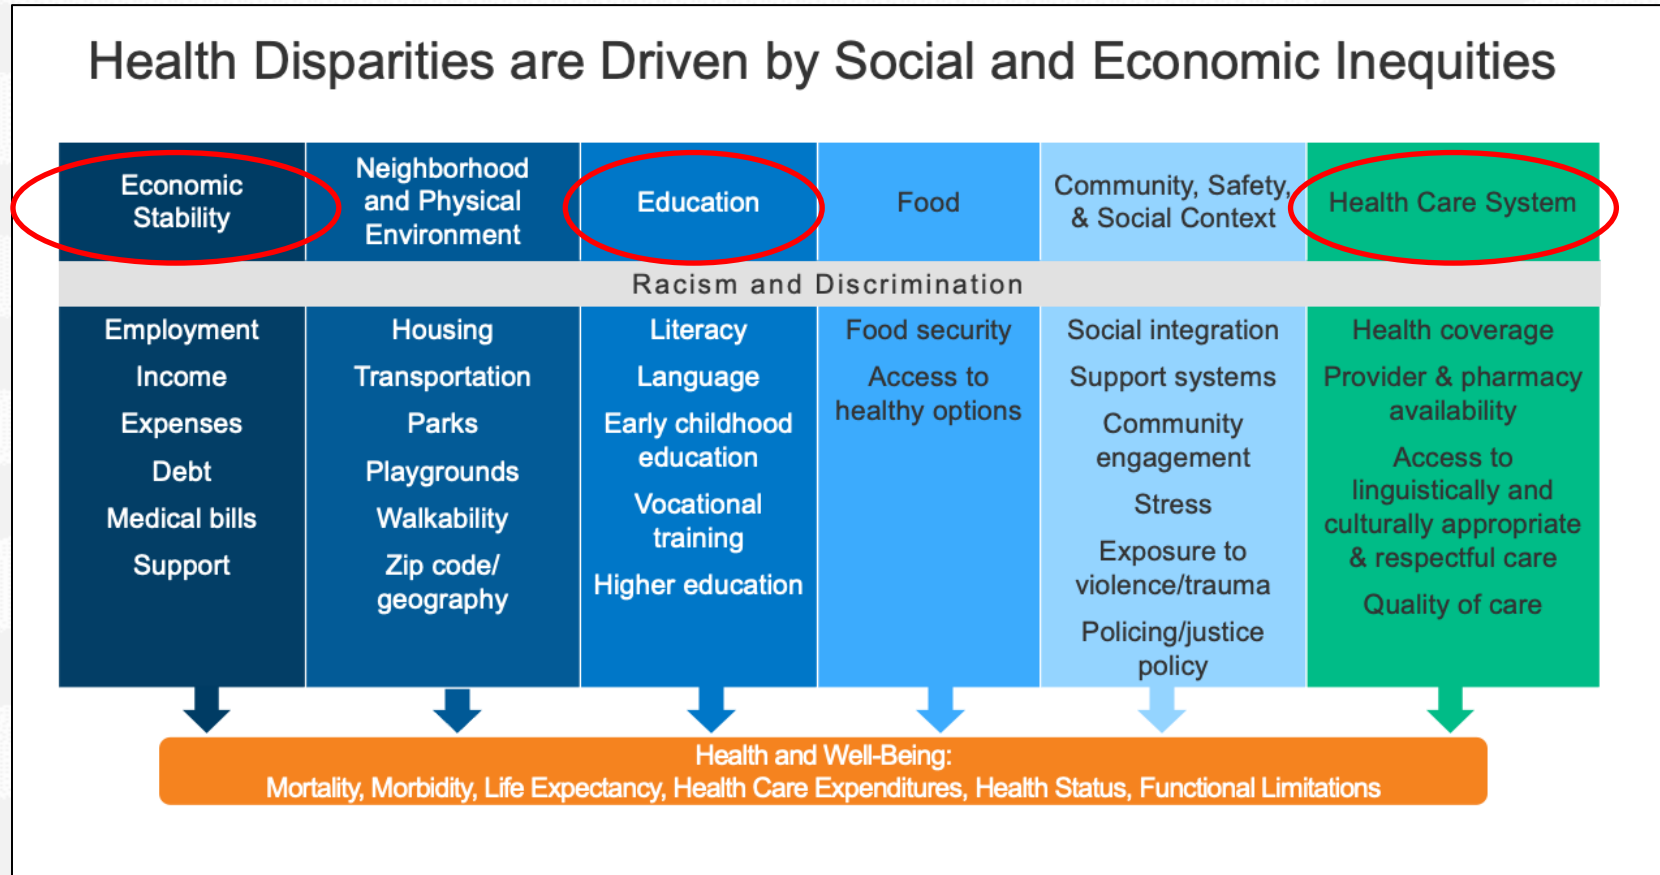 Health Disparities are Driven by Social and Economic Inequities
Economic
Stability
Neighborhood
and Physical
Environment
Education
Food
Community, Safety,
& Social Context
Health Care System
Racism and Discrimination
Employment
Income
Expenses
Debt
Medical bills
Support
Housing
Transportation
Parks
Playgrounds
Walkability
Zip code/
geography
Literacy
Language
Early childhood
education
Vocational
training
Higher education
Food security
Access to
healthy options
Social integration
Support systems
Community
engagement
Stress
Exposure to
violence/trauma
Policing/justice
policy
Health coverage
Provider & pharmacy
availability
Access to
linguistically and
culturally appropriate
& respectful care
Quality of care
Health and Well-Being:
Mortality, Morbidity, Life Expectancy, Health Care Expenditures, Health Status, Functional Limitations